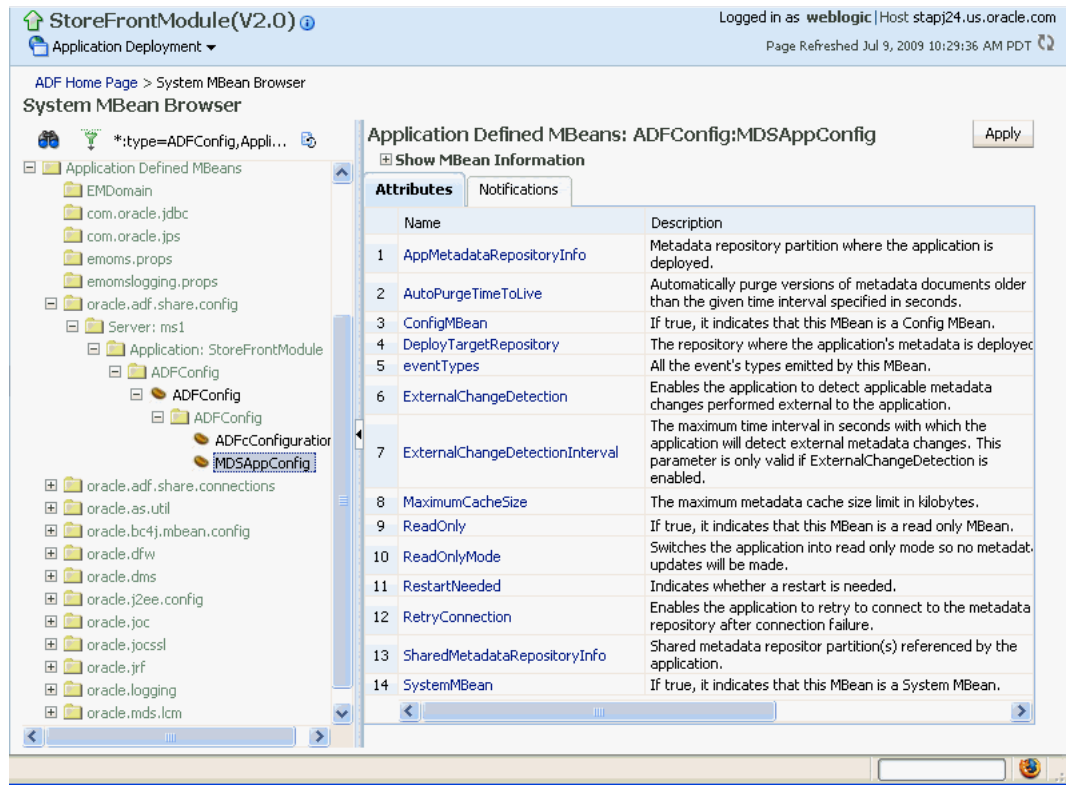 StoreFrontModule(V2.0)
Logged in as weblogic|Host stapj24.us.oracle.com
Application Deployment
Page Refreshed Jul 9, 2009 10:29:36 AM PDT
ADF Home Page > System MBean Browser
System MBean Browser
*:type=ADFConfig,Appli...
Application Defined MBeans
EMDomain
com.oracle.jdbc
com.oracle.jps
emoms.props
emomslogging.props
oracle.adf.share.config
Server: ms1
Application: StoreFrontModule
ADFConfig
ADFConfig
ADFConfig
ADFcConfiguration
MDSAppConfig
oracle.adf.share.connections
oracle.as.util
oracle.bc4j.mbean.config
oracle.dfw
oracle.dms
oracle.j2ee.config
oracle.joc
oracle.jocssl
oracle.jrf
oracle.logging
oracle.mds.lcm
Application Defined MBeans: ADFConfig:MDSAppConfig
Apply
Show MBean Information
Attributes Notifications
Name Description
1 AppMetadataRepositoryInfo Metadata repository partition where the application is
deployed.
2 AutoPurgeTimeToLive Automatically purge versions of metadata documents older
than the given time interval specified in seconds.
3 ConfigMBean If true, it indicates that this MBean is a Config MBean.
4 DeployTargetRepository The repository where the application's metadata is deployed
5 eventTypes All the event's types emitted by this MBean.
6 ExternalChangeDetection Enables the application to detect applicable metadata
changes performed external to the application.
7 ExternalChangeDetectionInterval The maximum time interval in seconds with which the
application will detect external metadata changes. This
parameter is only valid if ExternalChangeDetection is
enabled.
8 MaximumCacheSize The maximum metadata cache size limit in kilobytes.
9 ReadOnly If true, it indicates that this MBean is a read only MBean.
10 ReadOnlyMode Switches the application into read only mode so no metadata
updates will be made.
11 RestartNeeded Indicates whether a restart is needed.
12 RetryConnection Enables the application to retry to connect to the metadata
repository after connection failure.
13 SharedMetadataRepositoryInfo Shared metadata repositor partition(s) referenced by the
application.
14 SystemMBean If true, it indicates that this MBean is a System MBean.